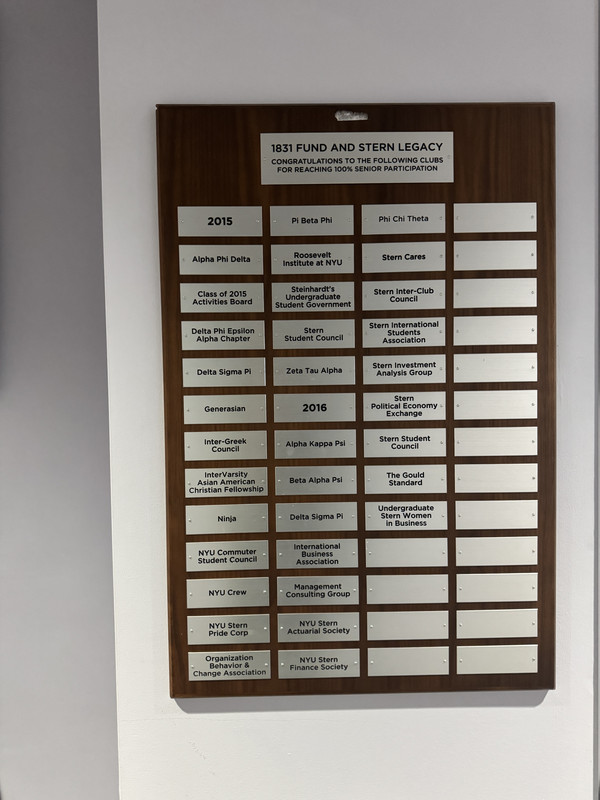 1831 FUND AND STERN LEGACY
CONGRATULATIONS TO THE FOLLOWING CLUBS
FOR REACHING 100% SENIOR PARTICIPATION
2015
Alpha Phi Delta
Class of 2015
Activities Board
Delta Phi Epsilon
Alpha Chapter
Delta Sigma Pi
Generasian
Inter-Greek
Council
InterVarsity
Asian American
Christian Fellowship
Ninja
NYU Commuter
Student Council
NYU Crew
NYU Stern
Pride Corp
Organization
Behavior &
Change Association
Pi Beta Phi
Roosevelt
Institute at NYU
Steinhardt's
Undergraduate
Student Government
Stern
Student Council
Zeta Tau Alpha
2016
Alpha Kappa Psi
Beta Alpha Psi
Delta Sigma Pi
International
Business
Association
Management
Consulting Group
NYU Stern
Actuarial Society
NYU Stern
Finance Society
Phi Chi Theta
Stern Cares
Stern Inter-Club
Council
Stern International
Students
Association
Stern Investment
Analysis Group
Stern
Political Economy
Exchange
Stern Student
Council
The Gould
Standard
Undergraduate
Stern Women
in Business